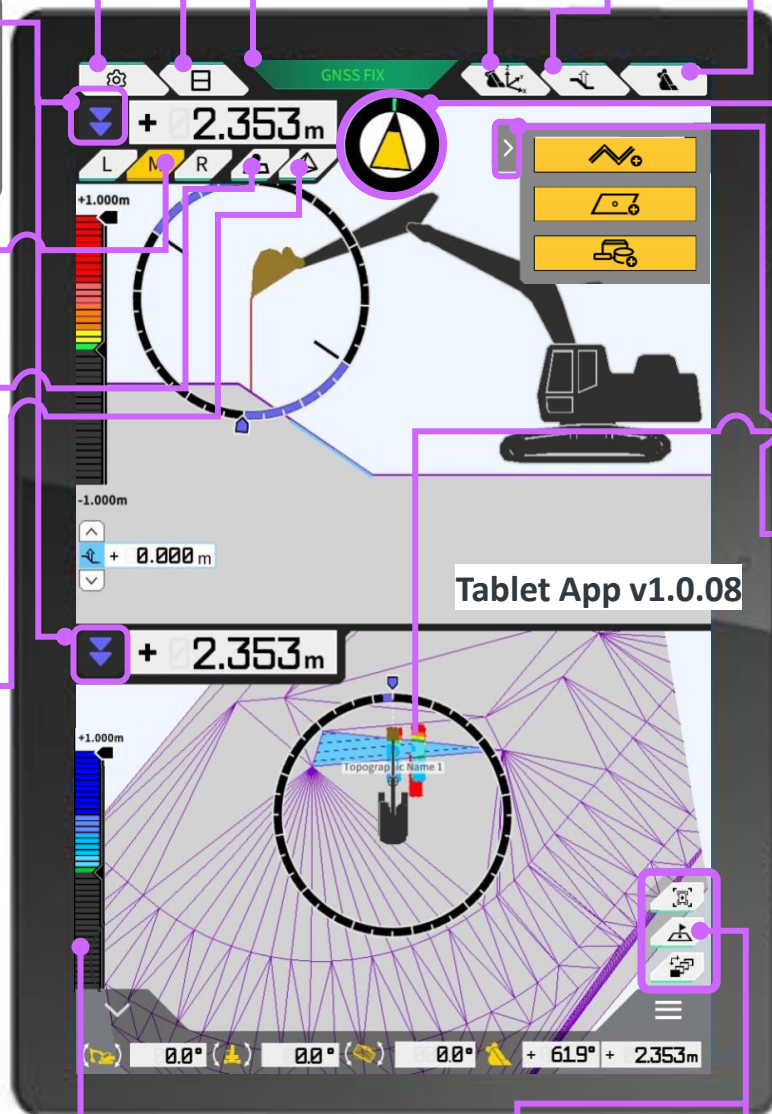 GNSS FIX
+ 2.353m
L M R
+1.000m
-1.000m
+ 0.000 m
Tablet App v1.0.08
+ 2.353m
+1.000m
Topographic Name 1
0.0° 0.0° 0.0° + 61.9° + 2.353m